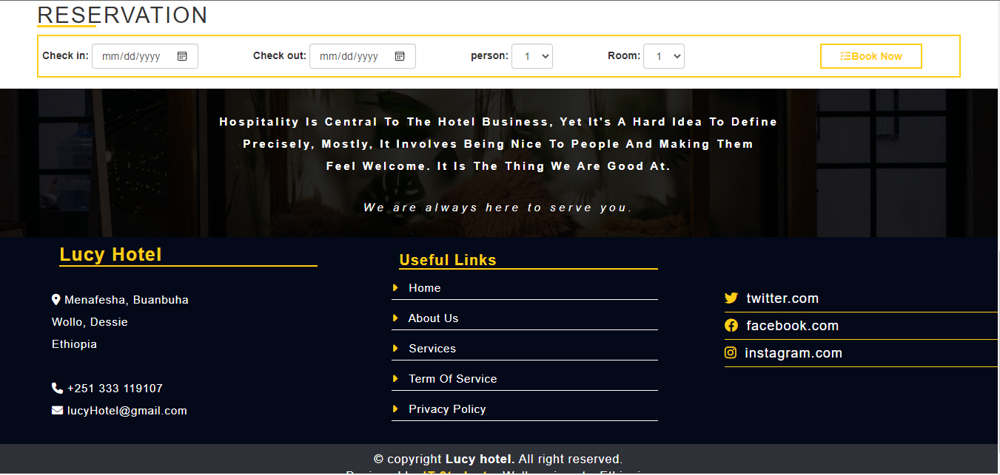 RESERVATION
Check in: mm/dd/yyyy Check out: mm/dd/yyyy person: 1 Room: 1 Book Now
Hospitality Is Central To The Hotel Business, Yet It's A Hard Idea To Define
Precisely, Mostly, It Involves Being Nice To People And Making Them
Feel Welcome. It Is The Thing We Are Good At.
We are always here to serve you.
Lucy Hotel
Menafesha, Buanbuha
Wollo, Dessie
Ethiopia
+251 333 119107
lucyHotel@gmail.com
Useful Links
Home
About Us
Services
Term Of Service
Privacy Policy
twitter.com
facebook.com
instagram.com
© copyright Lucy hotel. All right reserved.